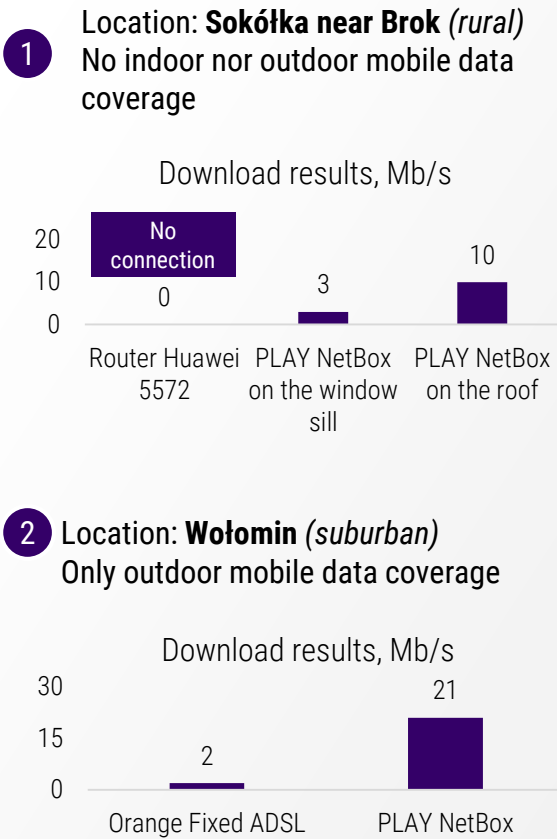 1
Location: Sokółka near Brok (rural)
No indoor nor outdoor mobile data
coverage
Download results, Mb/s
20
10
0
No
connection
0
3
10
Router Huawei
5572
PLAY NetBox
on the window
sill
PLAY NetBox
on the roof
2
Location: Wołomin (suburban)
Only outdoor mobile data coverage
Download results, Mb/s
30
15
0
2
21
Orange Fixed ADSL
PLAY NetBox